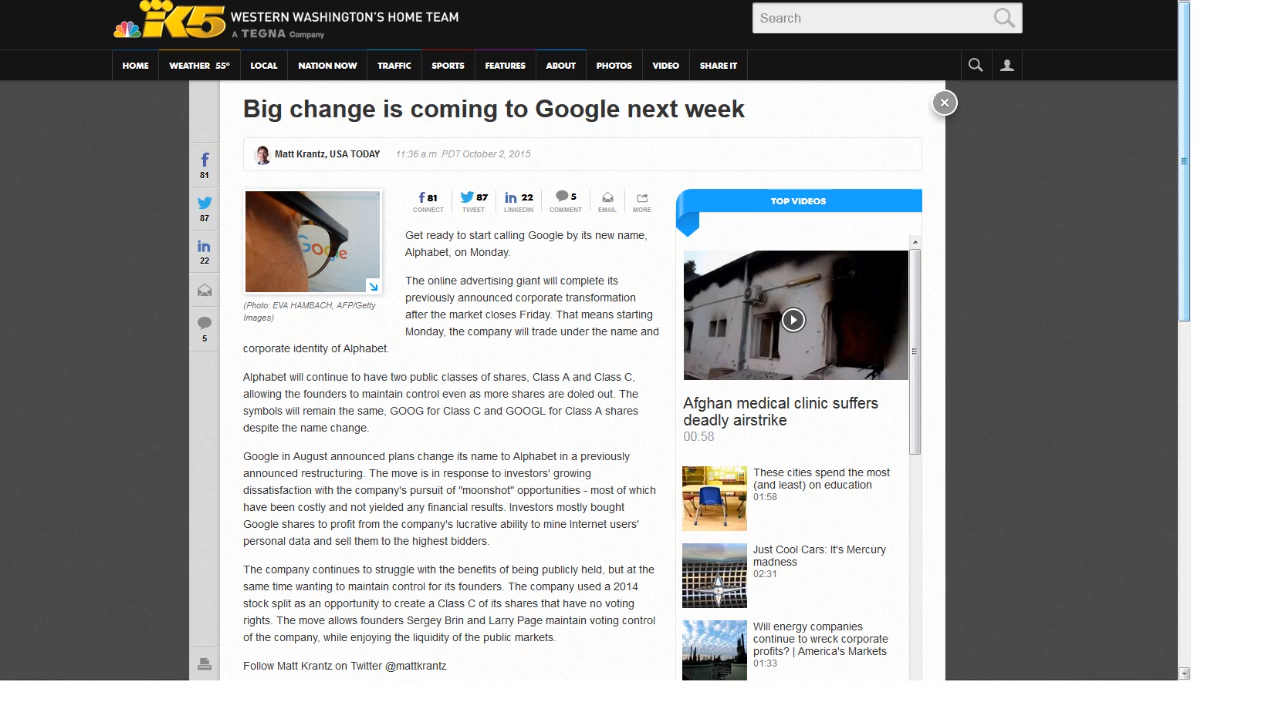 K5 WESTERN WASHINGTON'S HOME TEAM
A TEGNA Company
Search
HOME WEATHER 55° LOCAL NATION NOW TRAFFIC SPORTS FEATURES ABOUT PHOTOS VIDEO SHARE IT
Big change is coming to Google next week
Matt Krantz, USA TODAY 11:36 a.m. PDT October 2, 2015
81
87
22
5
81
CONNECT
87
TWEET
22
LINKEDIN
5
COMMENT
EMAIL
MORE
Google
(Photo: EVA HAMBACH, AFP/Getty
Images)
Get ready to start calling Google by its new name,
Alphabet, on Monday.
The online advertising giant will complete its
previously announced corporate transformation
after the market closes Friday. That means starting
Monday, the company will trade under the name and
corporate identity of Alphabet.
Alphabet will continue to have two public classes of shares, Class A and Class C,
allowing the founders to maintain control even as more shares are doled out. The
symbols will remain the same, GOOG for Class C and GOOGL for Class A shares
despite the name change.
Google in August announced plans change its name to Alphabet in a previously
announced restructuring. The move is in response to investors' growing
dissatisfaction with the company's pursuit of "moonshot" opportunities - most of which
have been costly and not yielded any financial results. Investors mostly bought
Google shares to profit from the company's lucrative ability to mine Internet users'
personal data and sell them to the highest bidders.
The company continues to struggle with the benefits of being publicly held, but at the
same time wanting to maintain control for its founders. The company used a 2014
stock split as an opportunity to create a Class C of its shares that have no voting
rights. The move allows founders Sergey Brin and Larry Page maintain voting control
of the company, while enjoying the liquidity of the public markets.
Follow Matt Krantz on Twitter @mattkrantz
TOP VIDEOS
Afghan medical clinic suffers
deadly airstrike
00:58
These cities spend the most
(and least) on education
01:58
Just Cool Cars: It's Mercury
madness
02:31
Will energy companies
continue to wreck corporate
profits? | America's Markets
01:33